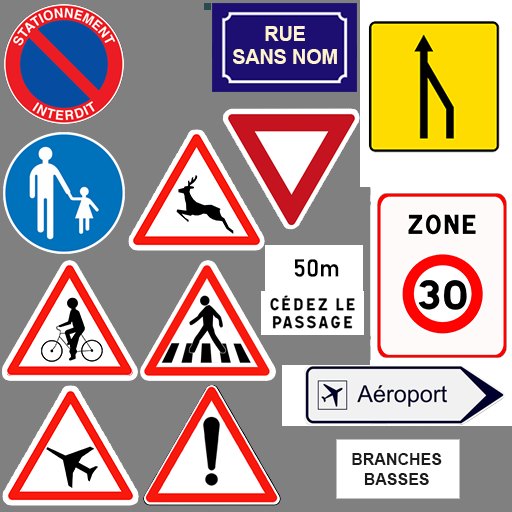 STATIONNEMENT
INTERDIT
RUE
SANS NOM
ZONE
30
50m
CÉDEZ LE
PASSAGE
Aéroport
BRANCHES
BASSES